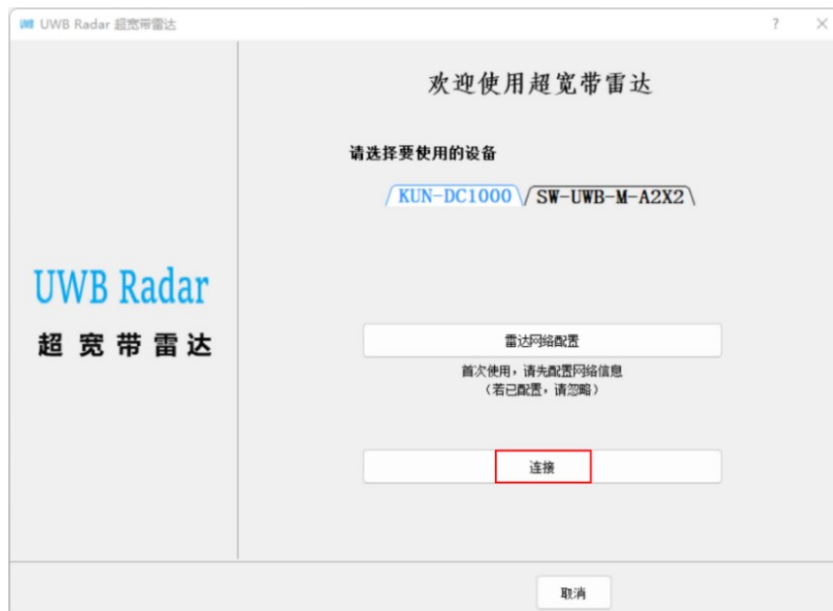 UWB UWB Radar 超宽带雷达
欢迎使用超宽带雷达
请选择要使用的设备
KUN-DC1000 SW-UWB-M-A2X2
UWB Radar
超宽带雷达
雷达网络配置
首次使用，请先配置网络信息
（若已配置，请忽略）
连接
取消